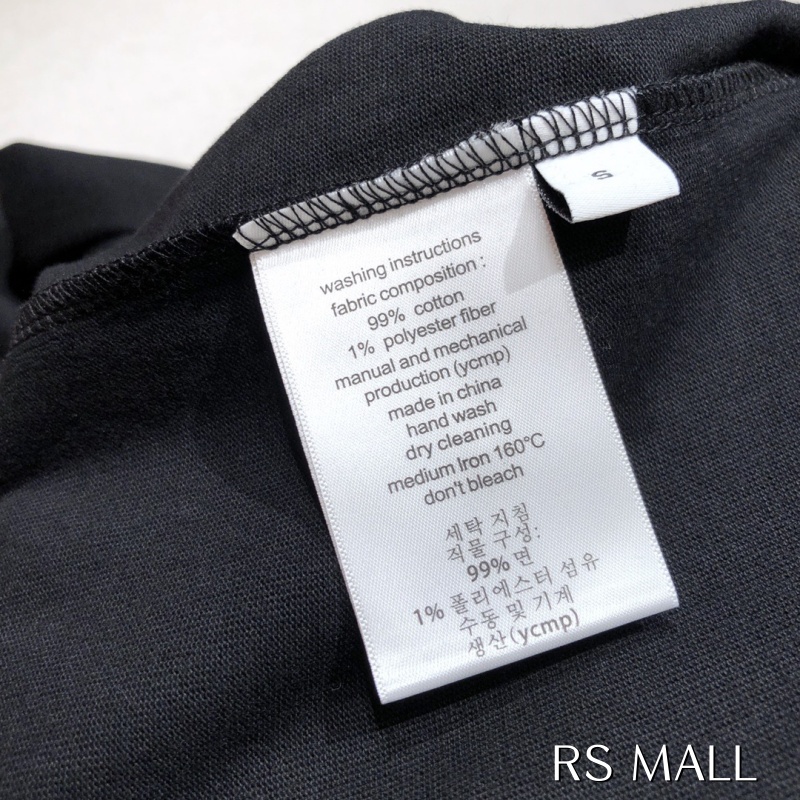 S
washing instructions
fabric composition :
99% cotton
1% polyester fiber
manual and mechanical
production (ycmp)
made in china
hand wash
dry cleaning
medium Iron 160°C
don't bleach
세탁 지침
직물 구성:
99% 면
1% 폴리에스터 섬유
수동 및 기계
생산(ycmp)
RS MALL